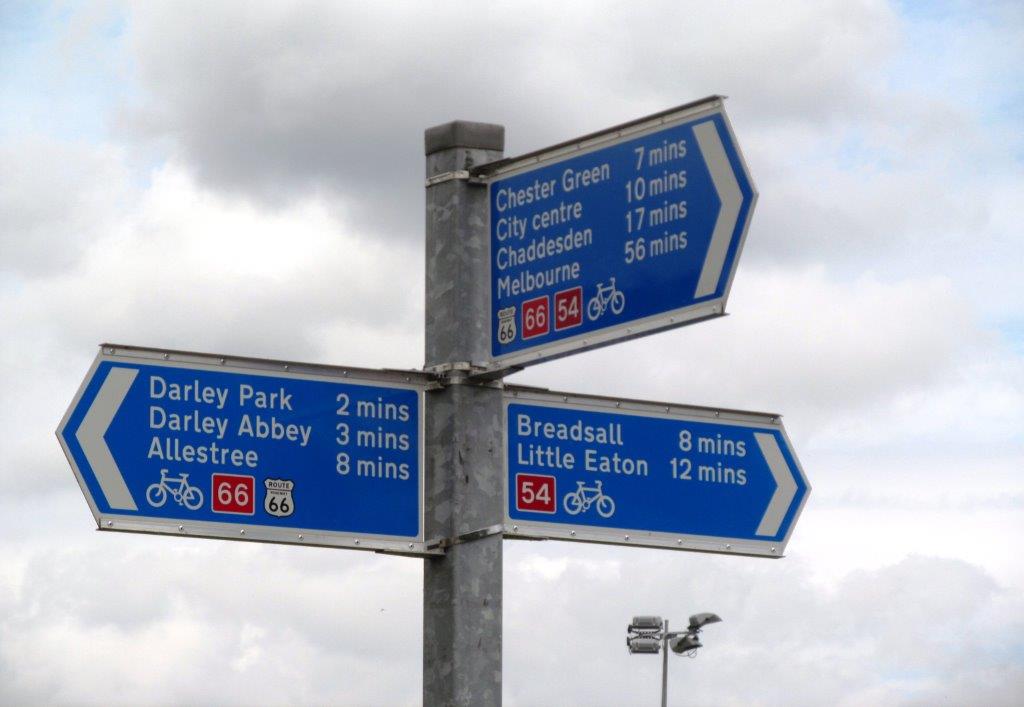 Chester Green 7 mins
City centre 10 mins
Chaddesden 17 mins
Melbourne 56 mins
ROUTE 66 66 54
Darley Park 2 mins
Darley Abbey 3 mins
Allestree 8 mins
66 ROUTE 66
Breadsall 8 mins
Little Eaton 12 mins
54